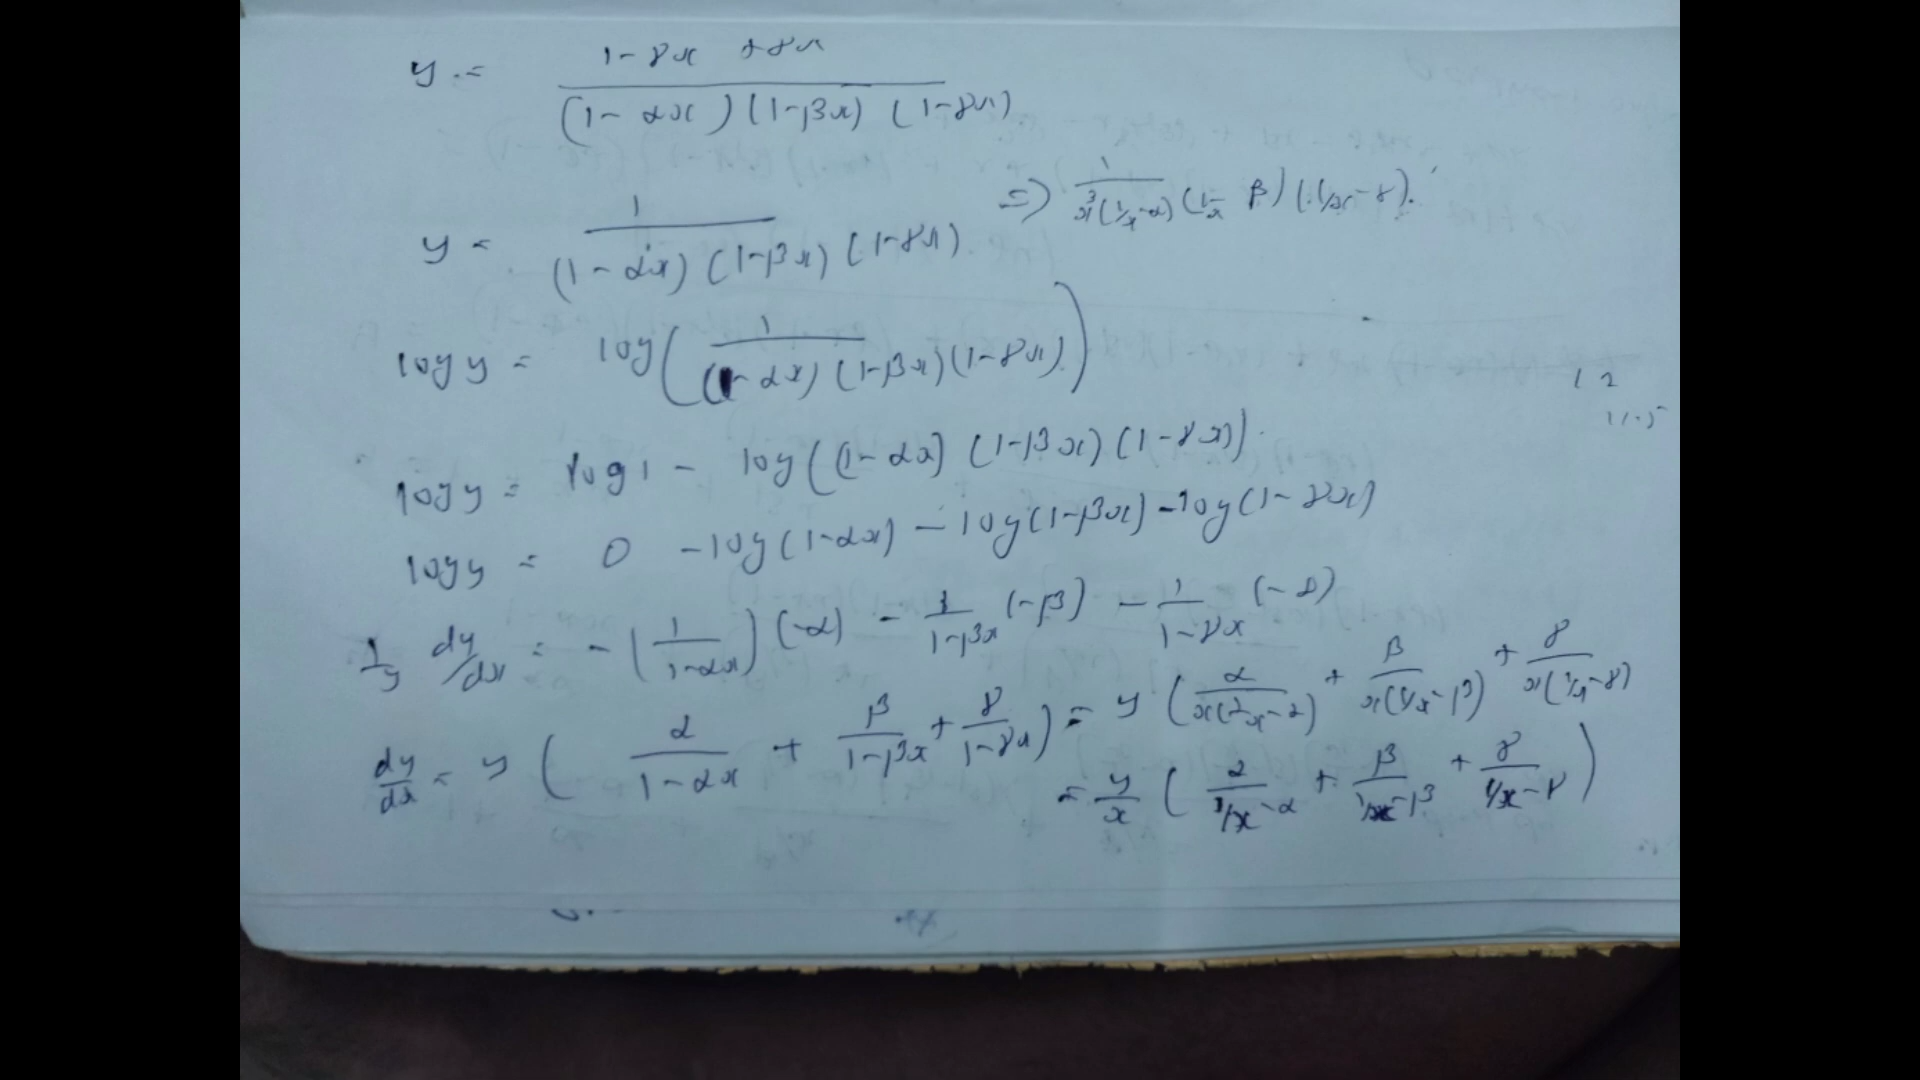 y = (1-γx +γx) / ((1-αx)(1-βx)(1-γx))
y = 1 / ((1-αx)(1-βx)(1-γx)) ⇒ 1 / (x³(1/x-α)(1/x β)(1/x-γ)).
log y = log(1 / ((1-αx)(1-βx)(1-γx)))
log y = log 1 - log((1-αx)(1-βx)(1-γx)).
log y = 0 - log(1-αx) - log(1-βx) - log(1-γx)
1/y dy/dx = -(1/(1-αx))(-α) - 1/(1-βx) (-β) - 1/(1-γx) (-γ)
dy/dx = y(α/(1-αx) + β/(1-βx) + γ/(1-γx)) = y(α/(x(1/x-α)) + β/(x(1/x-β)) + γ/(x(1/x-γ))
= y/x (α/(1/x-α) + β/(1/x-β) + γ/(1/x-γ))